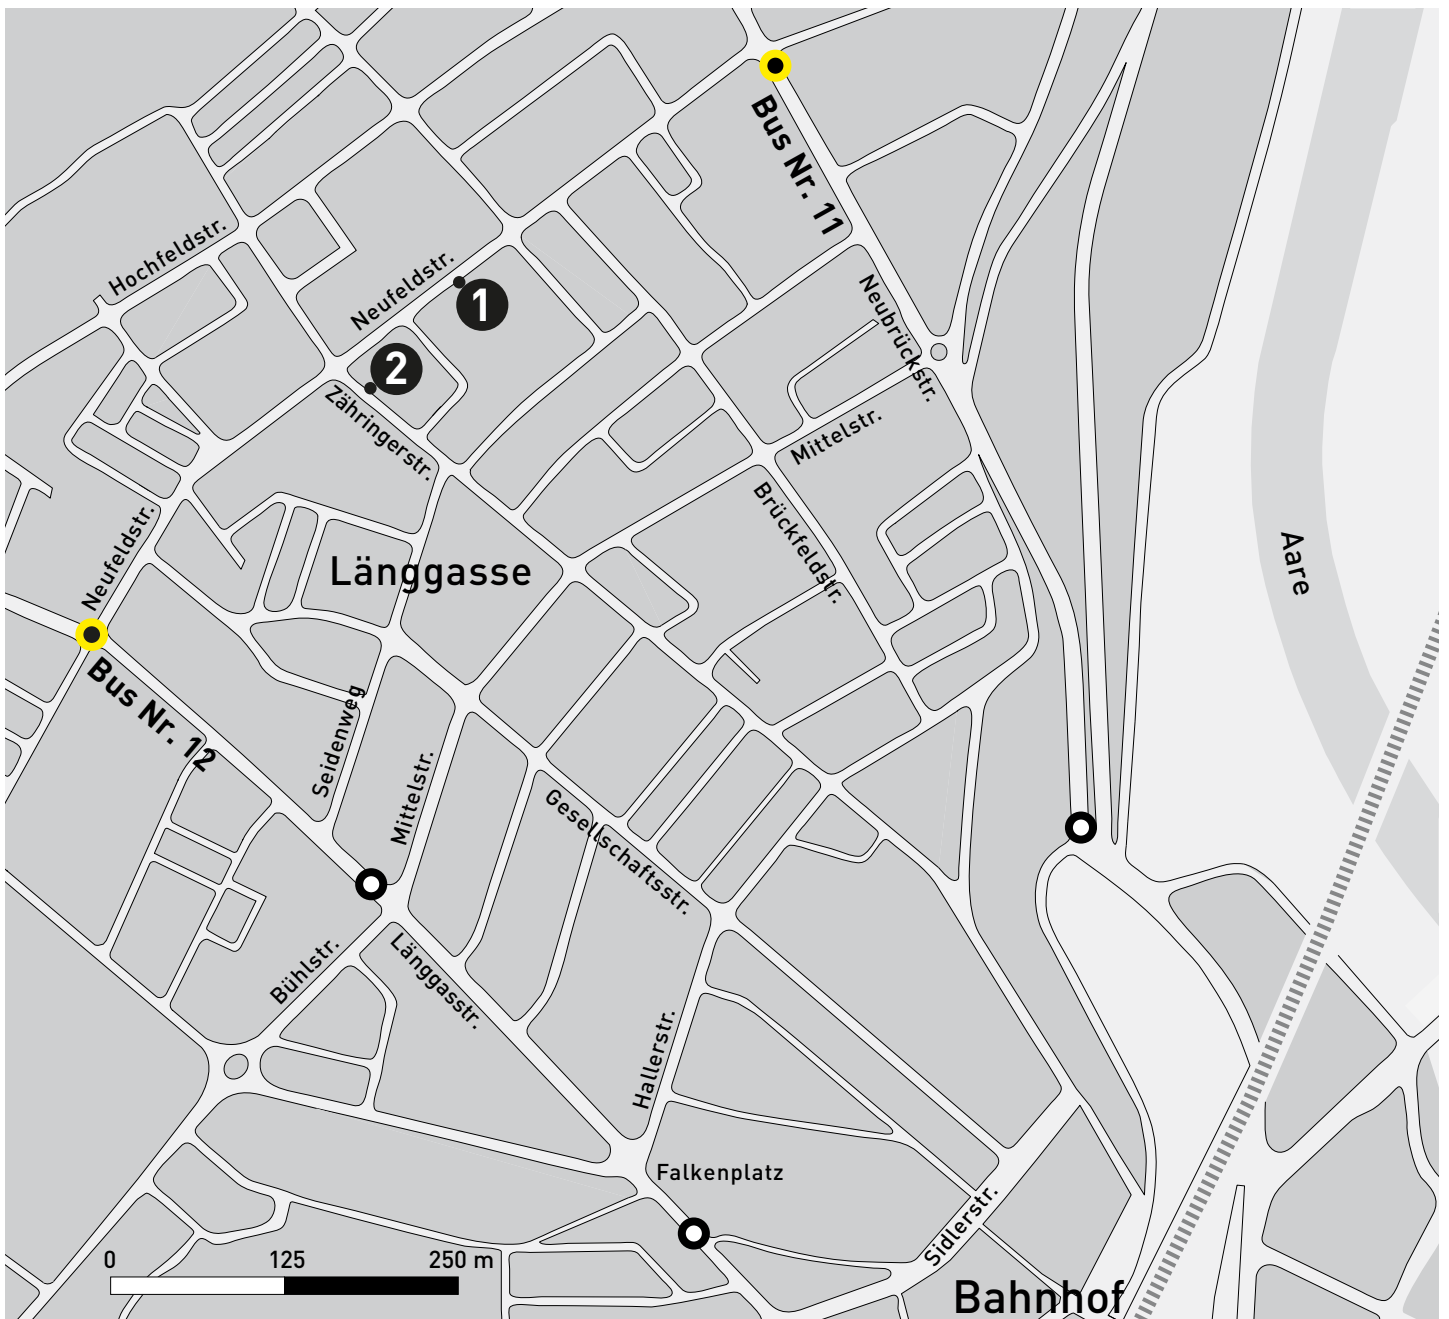 Bus Nr. 11
Hochfeldstr.
Neufeldstr.
1
2
Neubrückstr.
Zähringerstr.
Mittelstr.
Brückfeldstr.
Neufeldstr.
Länggasse
Aare
Bus Nr. 12
Seidenweg
Mittelstr.
Gesellschaftsstr.
Bühlstr.
Länggasstr.
Hallerstr.
Falkenplatz
Sidlerstr.
0 125 250 m
Bahnhof